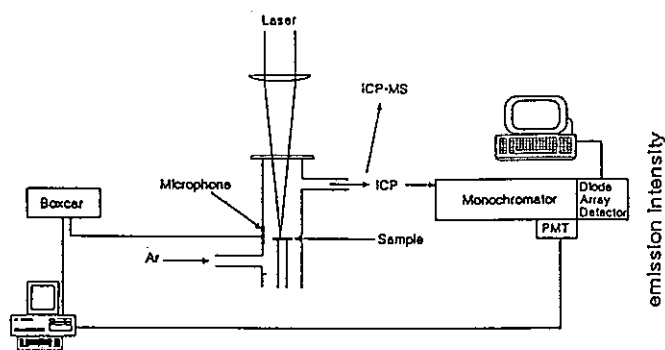 Laser
ICP-MS
Microphone
ICP
Boxcar
Monochromator
Diode
Array
Detector
PMT
Sample
Ar
emission intensity